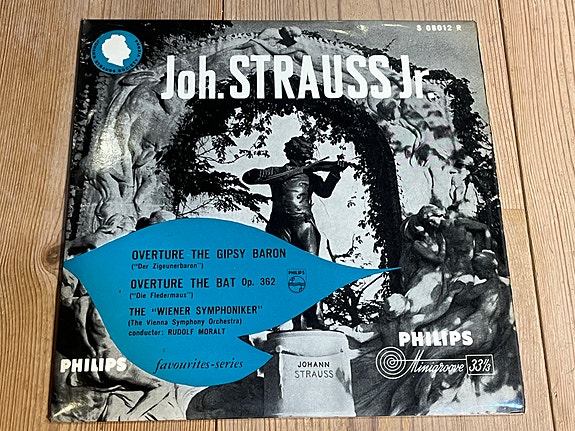 S 06012 R
Joh. STRAUSS Jr.
OVERTURE THE GIPSY BARON
("Der Zigeunerbaron")
OVERTURE THE BAT Op. 362
("Die Fledermaus")
THE "WIENER SYMPHONIKER"
(The Vienna Symphony Orchestra)
conductor: RUDOLF MORALT
PHILIPS
PHILIPS
favourites-series
JOHANN
STRAUSS
PHILIPS
Minigroove 33⅓